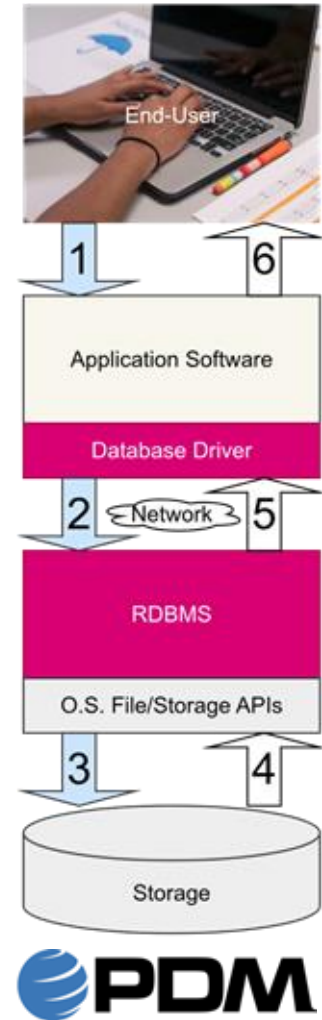 End-User
1 6
Application Software
Database Driver
2 Network 5
RDBMS
O.S. File/Storage APIs
3 4
Storage
PDM